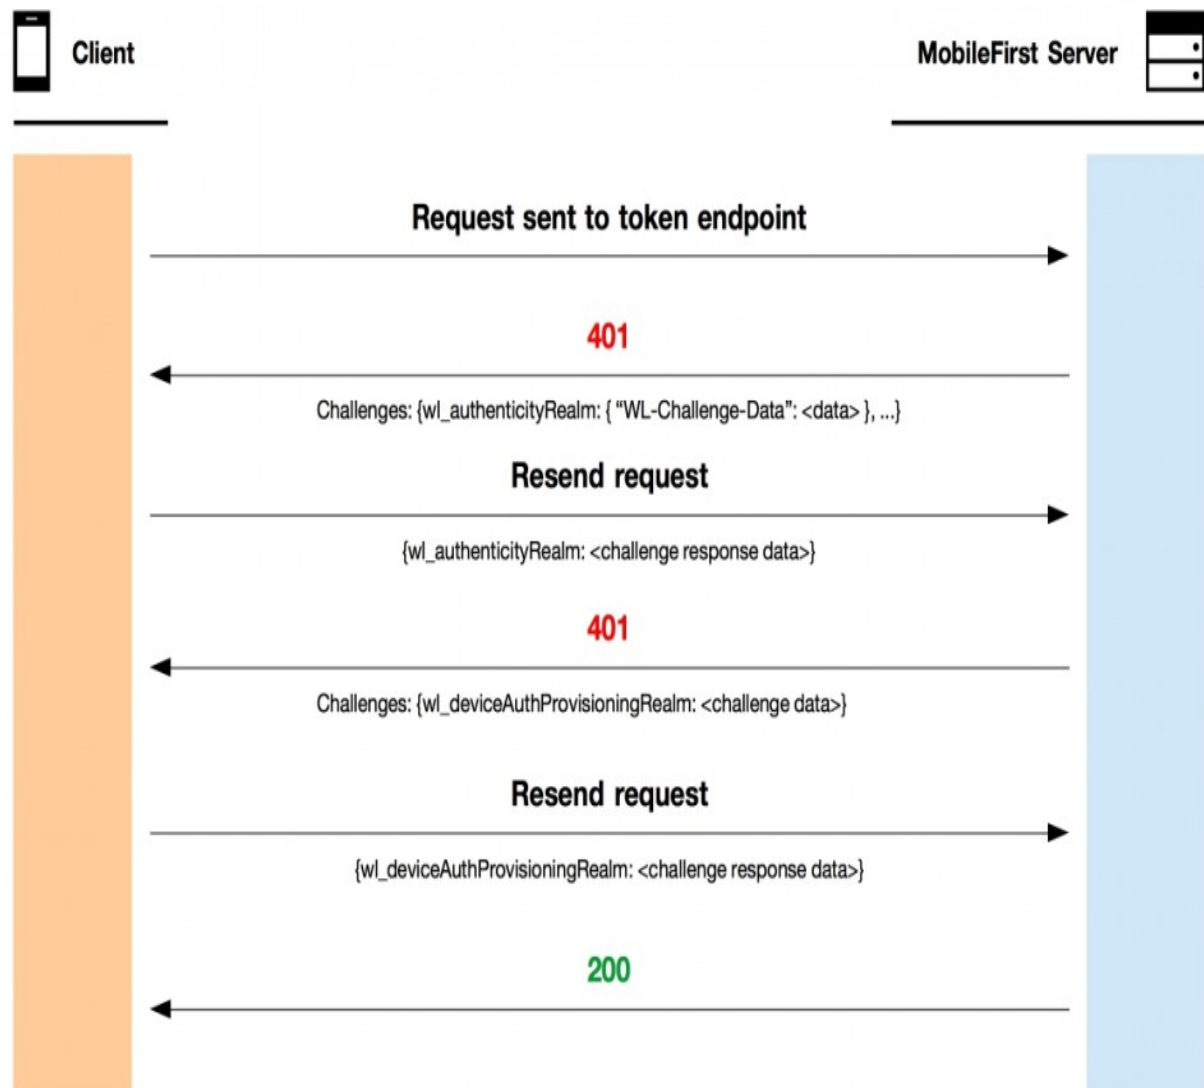 Client
MobileFirst Server
Request sent to token endpoint
401
Challenges: {wl_authenticityRealm: { “WL-Challenge-Data”: <data> }, ...}
Resend request
{wl_authenticityRealm: <challenge response data>}
401
Challenges: {wl_deviceAuthProvisioningRealm: <challenge data>}
Resend request
{wl_deviceAuthProvisioningRealm: <challenge response data>}
200